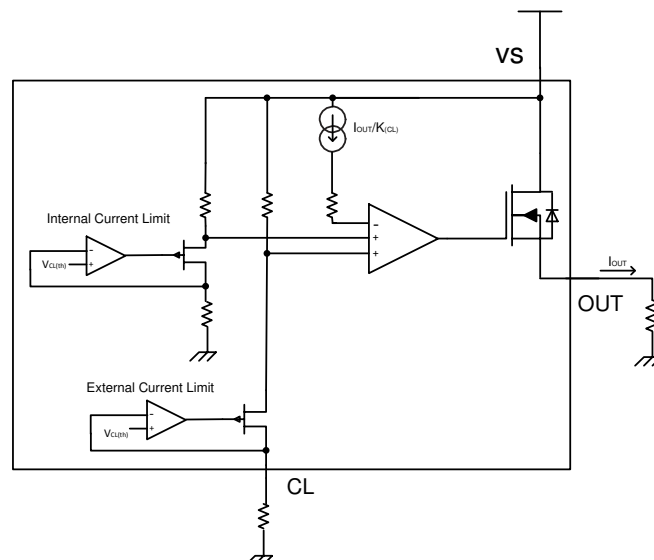 VS
IOUT/K(CL)
Internal Current Limit
−
+
VCL(th)
−
+
+
IOUT
OUT
External Current Limit
−
+
VCL(th)
CL